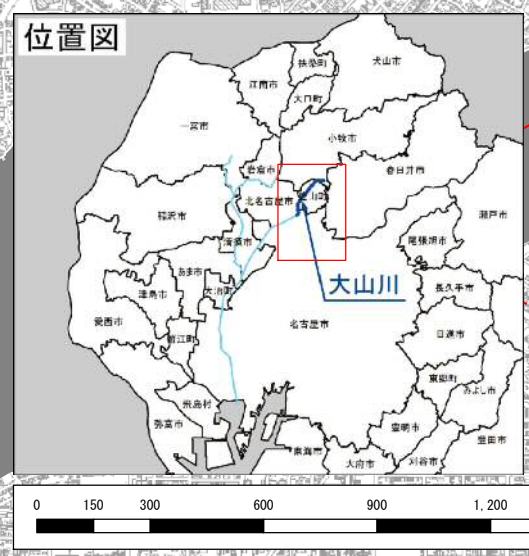 位置図
扶桑町
犬山市
江南市
大口町
一宮市
小牧市
岩倉市
春日井市
稲沢市
北名古屋市
豊山町
瀬戸市
清須市
尾張旭市
あま市
大山川
長久手市
津島市
大治町
愛西市
名古屋市
日進市
蟹江町
東郷町
みよし市
飛島村
弥富市
豊明市
東海市
豊田市
大府市
刈谷市
0 150 300 600 900 1,200